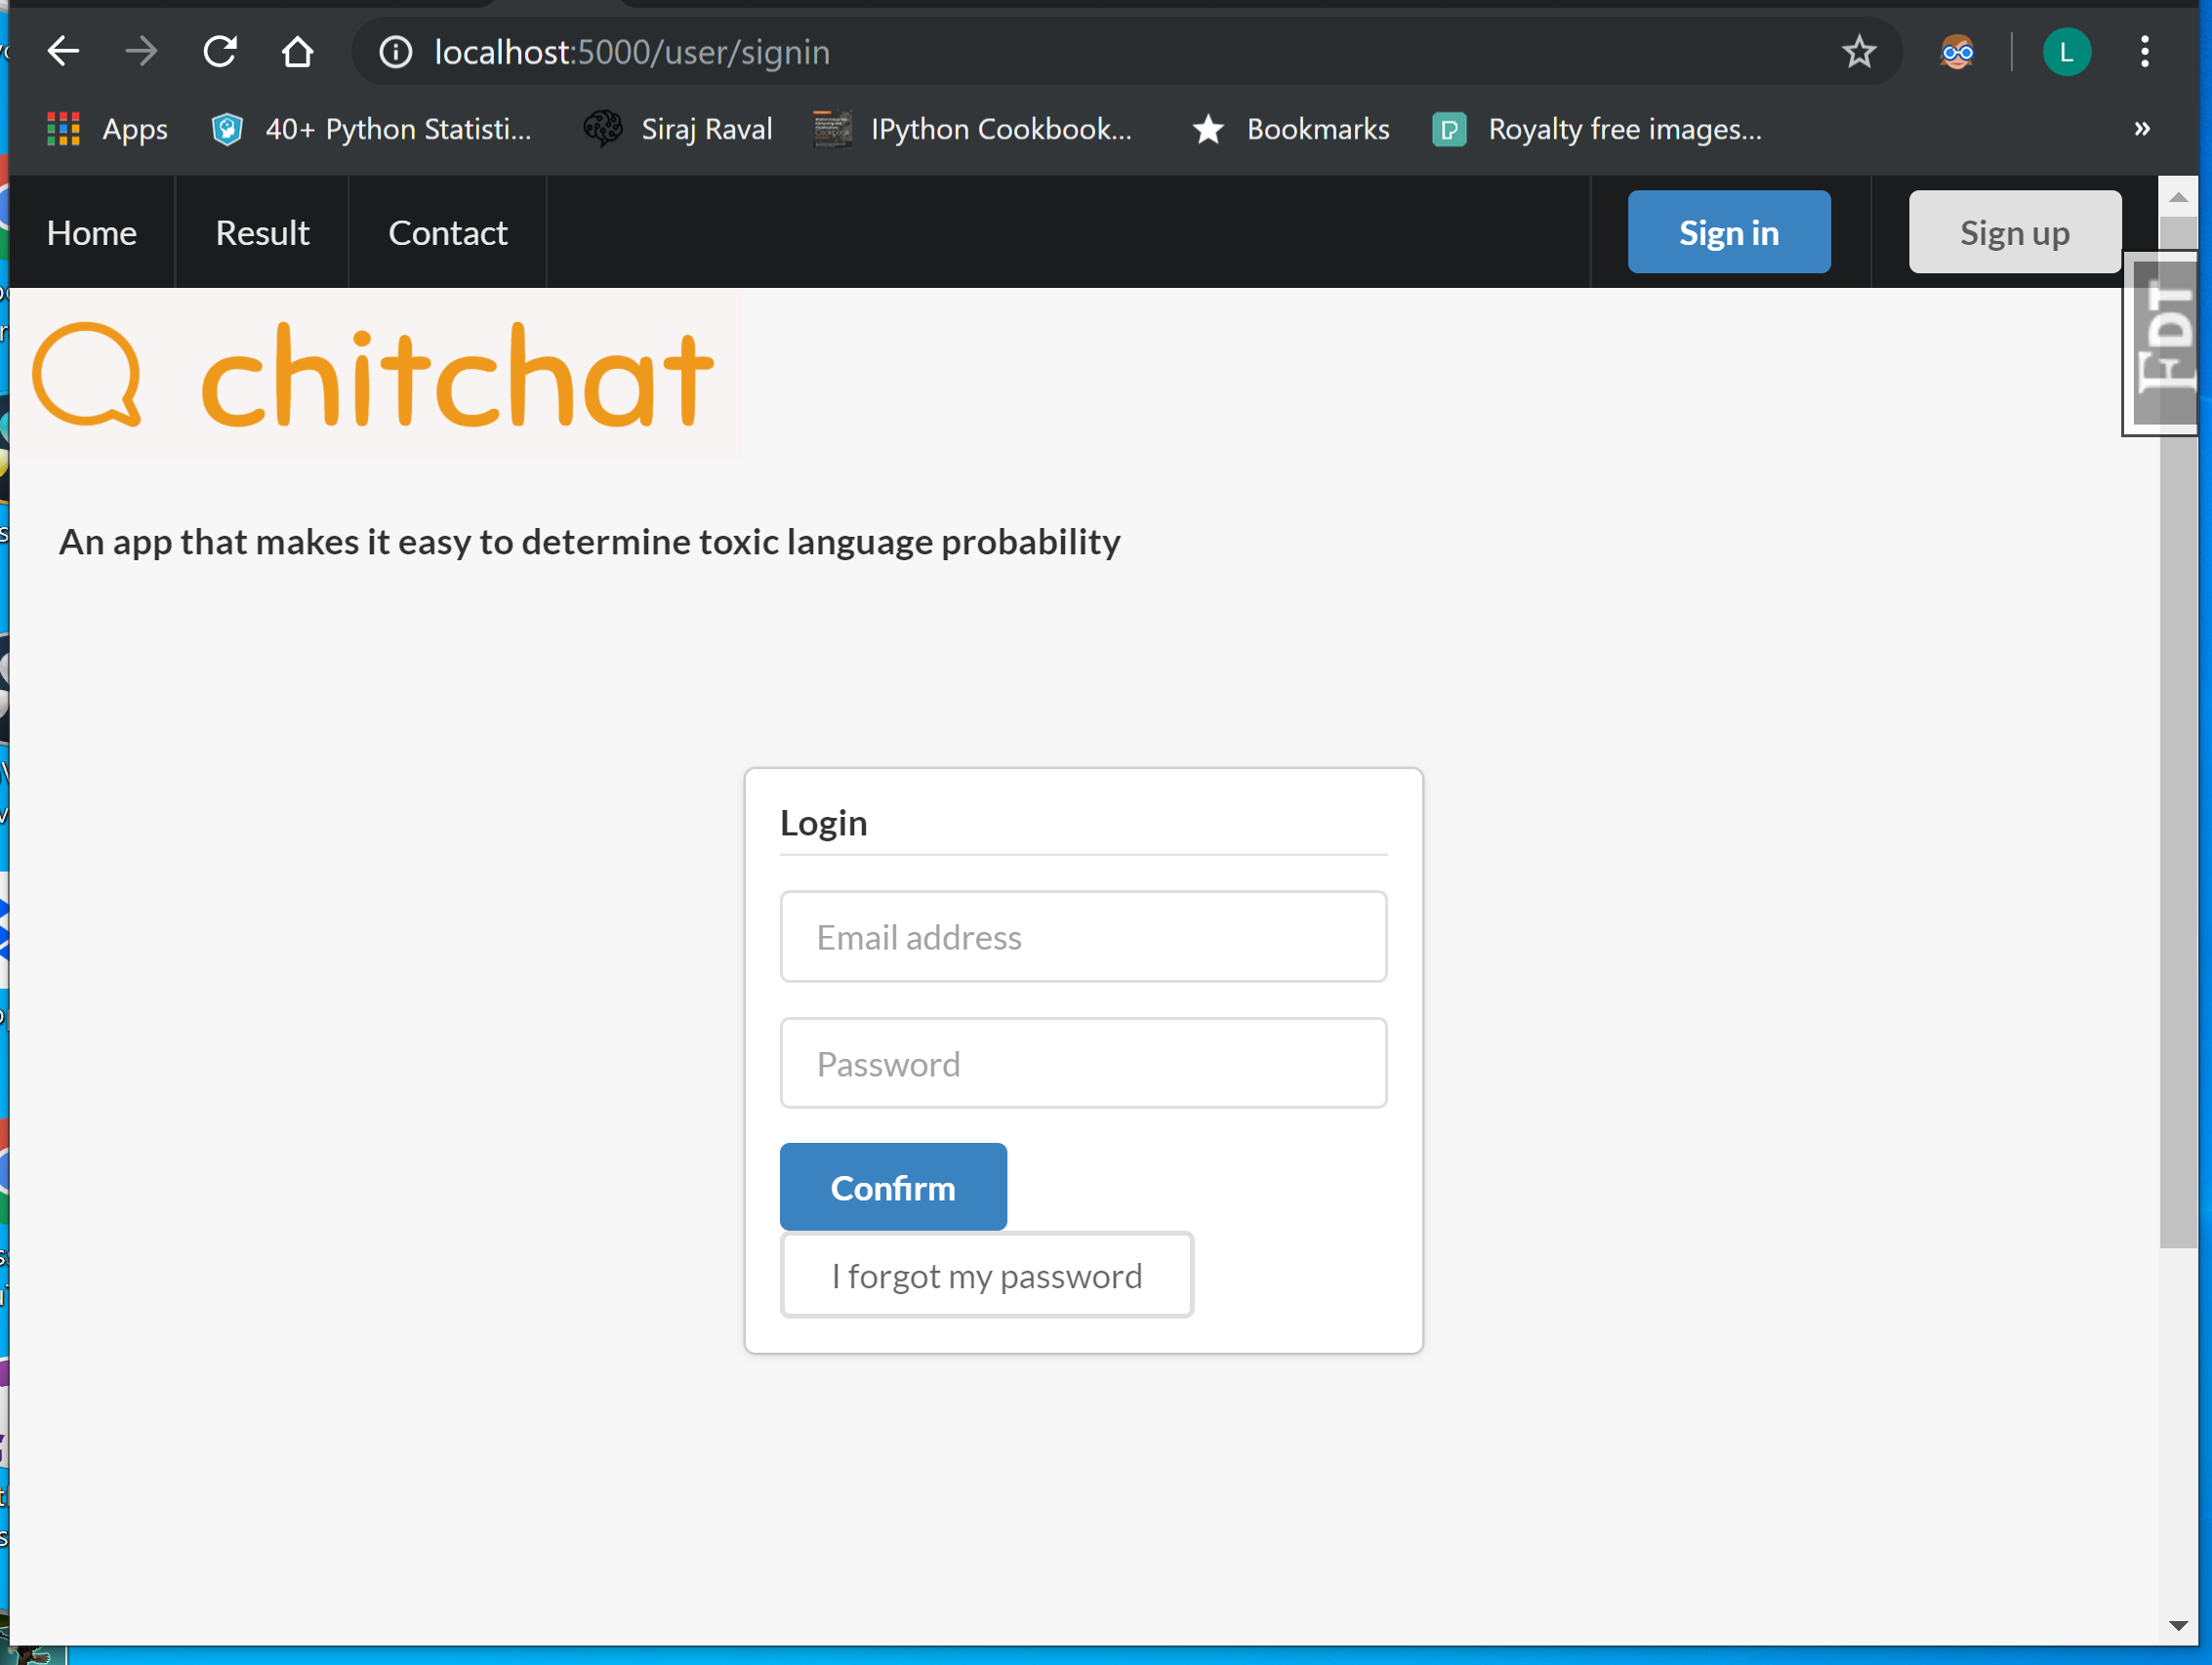 localhost:5000/user/signin
L
Apps
40+ Python Statisti...
Siraj Raval
IPython Cookbook...
Bookmarks
Royalty free images...
»
Home
Result
Contact
Sign in
Sign up
FDT
chitchat
An app that makes it easy to determine toxic language probability
Login
Email address
Password
Confirm
I forgot my password